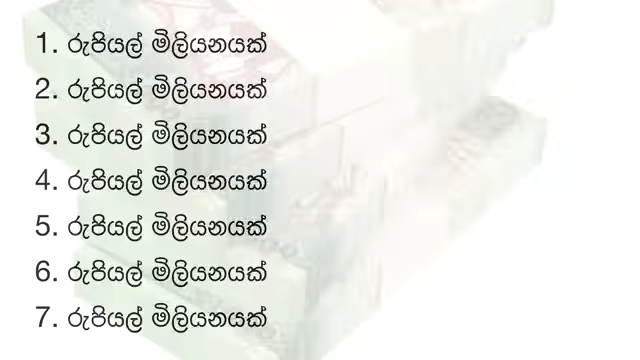 1. රුපියල් මිලියනයක්
2. රුපියල් මිලියනයක්
3. රුපියල් මිලියනයක්
4. රුපියල් මිලියනයක්
5. රුපියල් මිලියනයක්
6. රුපියල් මිලියනයක්
7. රුපියල් මිලියනයක්